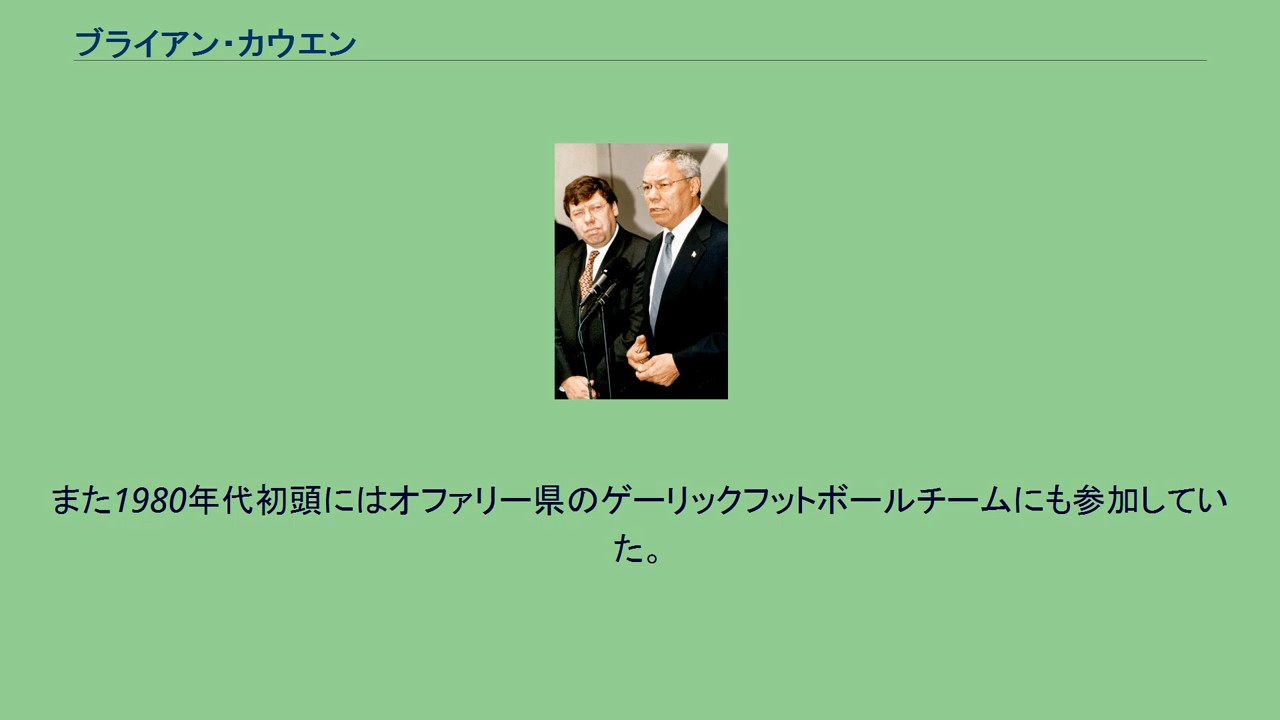 ブライアン・カウエン
また1980年代初頭にはオファリー県のゲーリックフットボールチームにも参加してい
た。